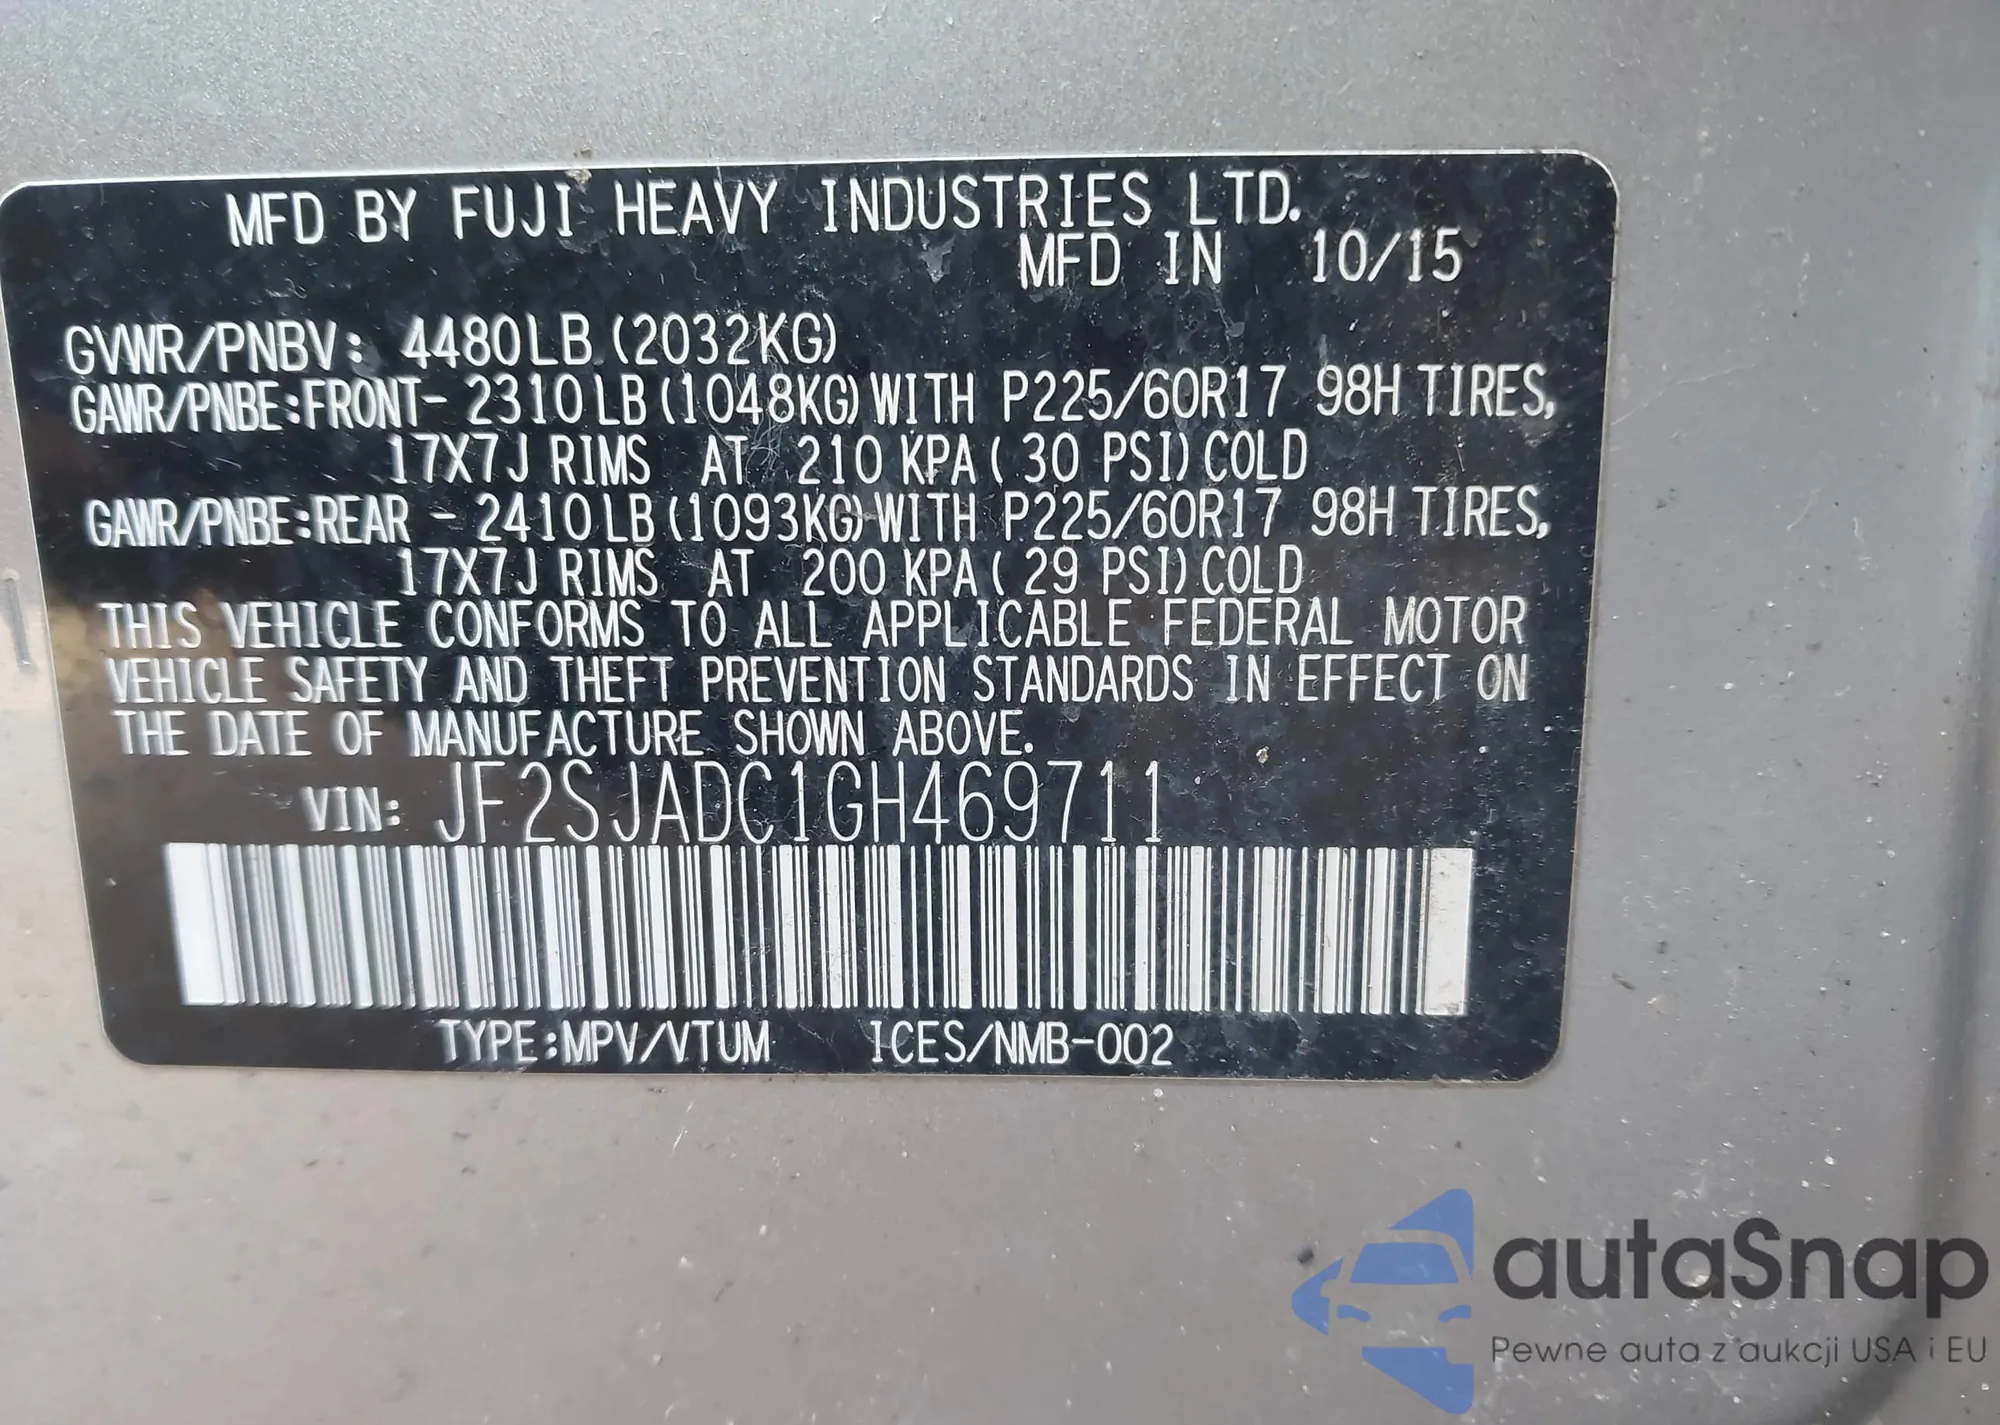 MFD BY FUJI HEAVY INDUSTRIES LTD.
MFD IN 10/15
GVWR/PNBV: 4480LB (2032KG)
GAWR/PNBE:FRONT- 2310LB(1048KG)WITH P225/60R17 98H TIRES,
17X7J RIMS AT 210 KPA( 30 PSI)COLD
GAWR/PNBE:REAR - 2410LB(1093KG)WITH P225/60R17 98H TIRES,
17X7J RIMS AT 200 KPA( 29 PSI)COLD
THIS VEHICLE CONFORMS TO ALL APPLICABLE FEDERAL MOTOR
VEHICLE SAFETY AND THEFT PREVENTION STANDARDS IN EFFECT ON
THE DATE OF MANUFACTURE SHOWN ABOVE.
VIN: JF2SJADC1GH469711
TYPE:MPV/VTUM ICES/NMB-002
autaSnap
Pewne auta z aukcji USA i EU